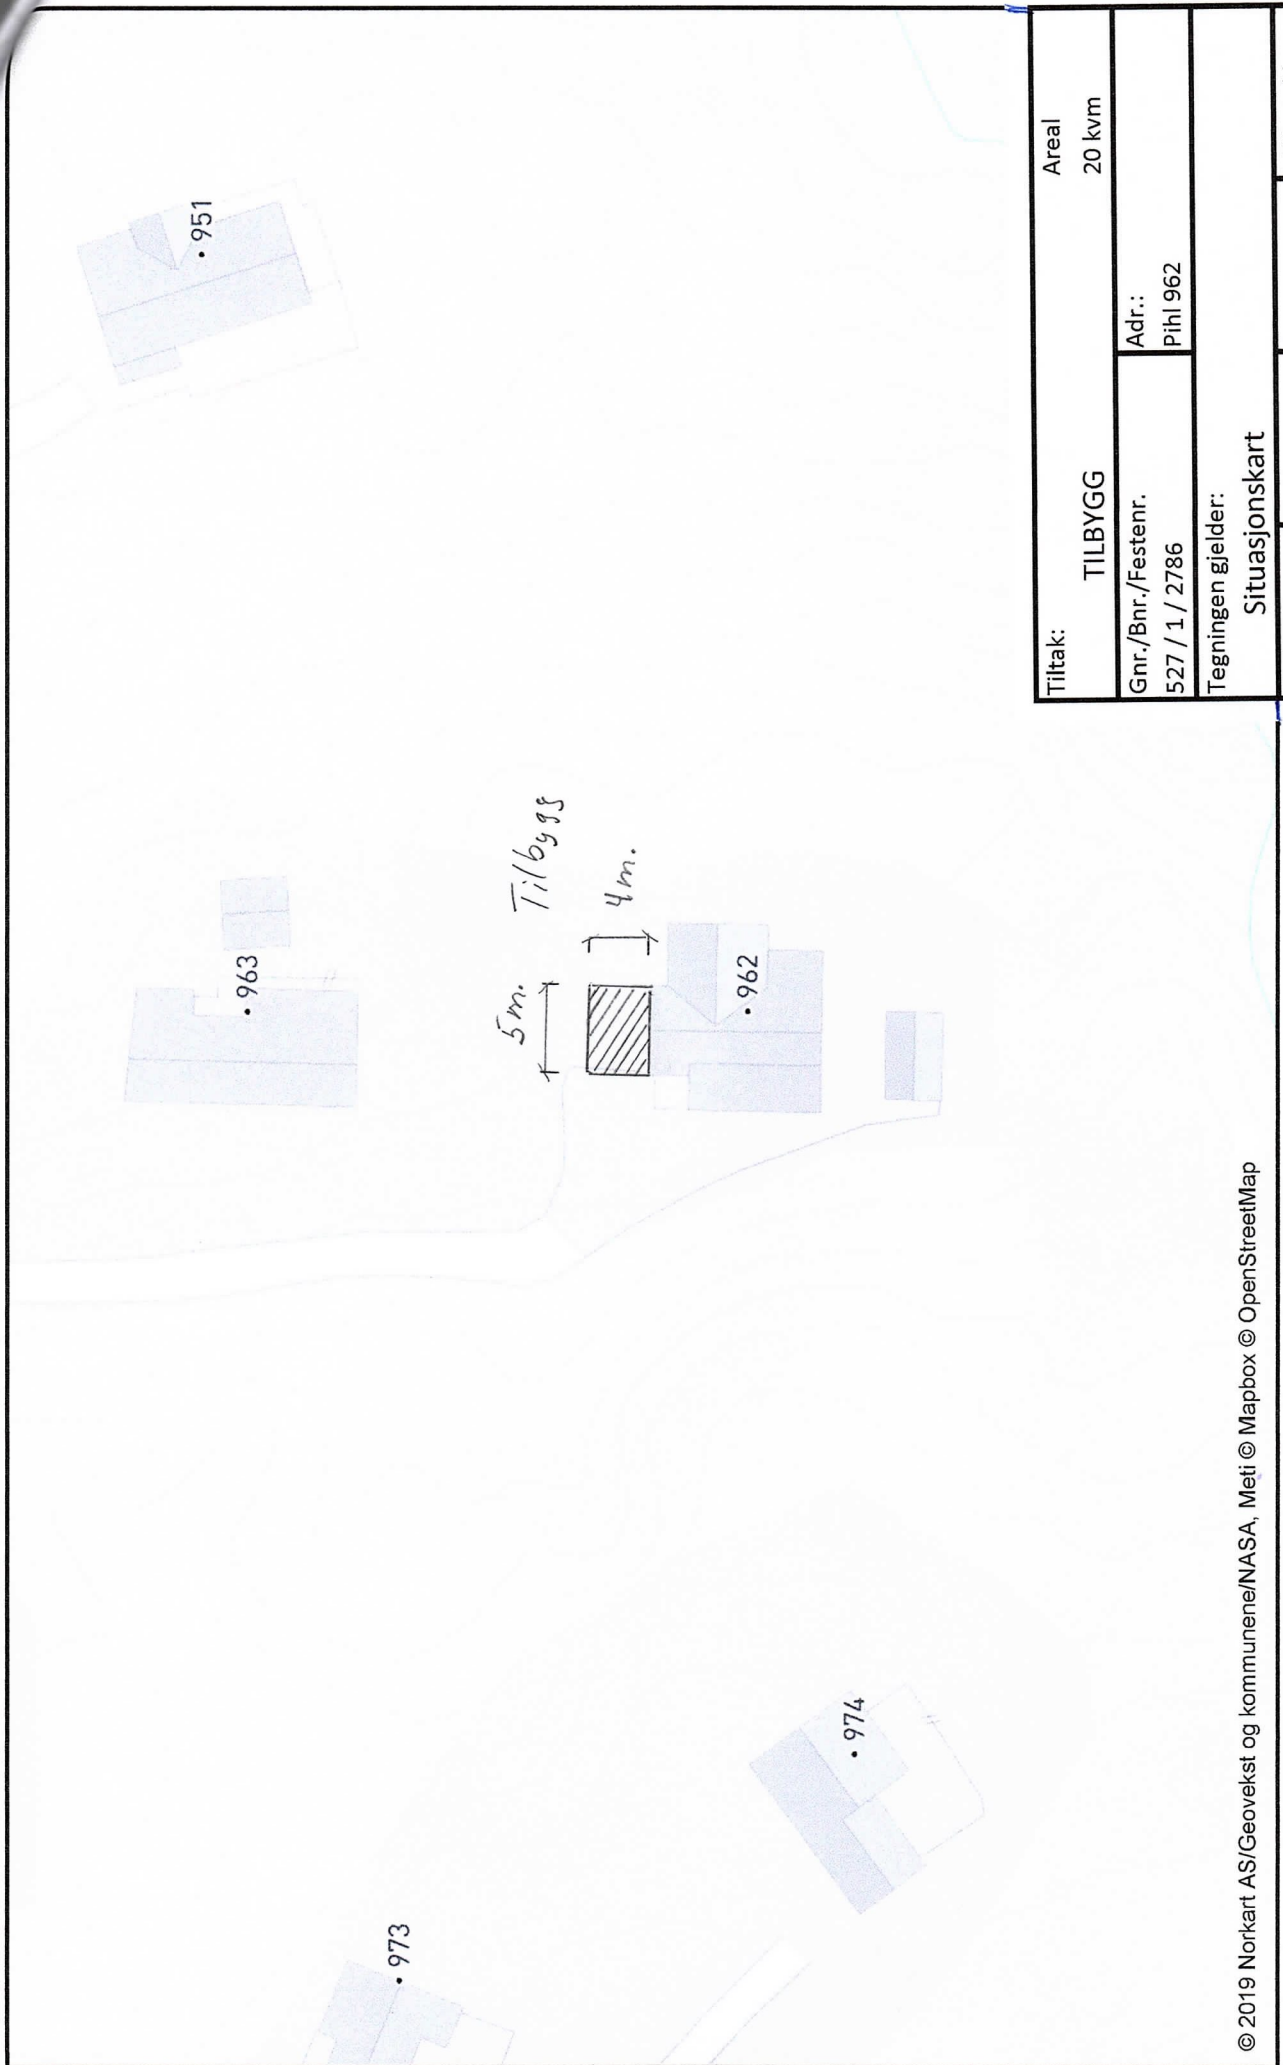 951
963
Tilbygg
5m.
4m.
962
973
974
Tiltak:
Areal
TILBYGG
20 kvm
Gnr./Bnr./Festenr.
Adr.:
527 / 1 / 2786
Pihl 962
Tegningen gjelder:
Situasjonskart
© 2019 Norkart AS/Geovekst og kommunene/NASA, Meti © Mapbox © OpenStreetMap